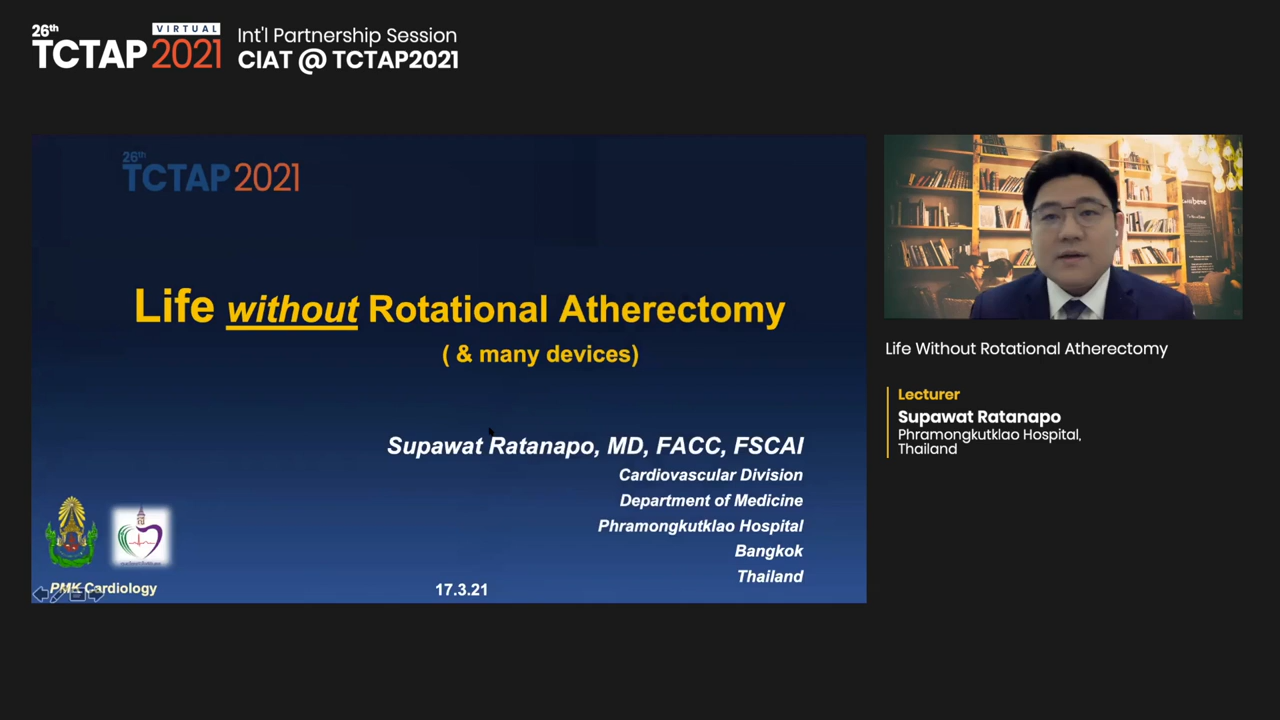 26th
VIRTUAL
TCTAP 2021
Int'l Partnership Session
CIAT @ TCTAP2021
26th
TCTAP 2021
Life without Rotational Atherectomy
( & many devices)
Supawat Ratanapo, MD, FACC, FSCAI
Cardiovascular Division
Department of Medicine
Phramongkutklao Hospital
Bangkok
Thailand
PMK Cardiology
17.3.21
Life Without Rotational Atherectomy
Lecturer
Supawat Ratanapo
Phramongkutklao Hospital,
Thailand